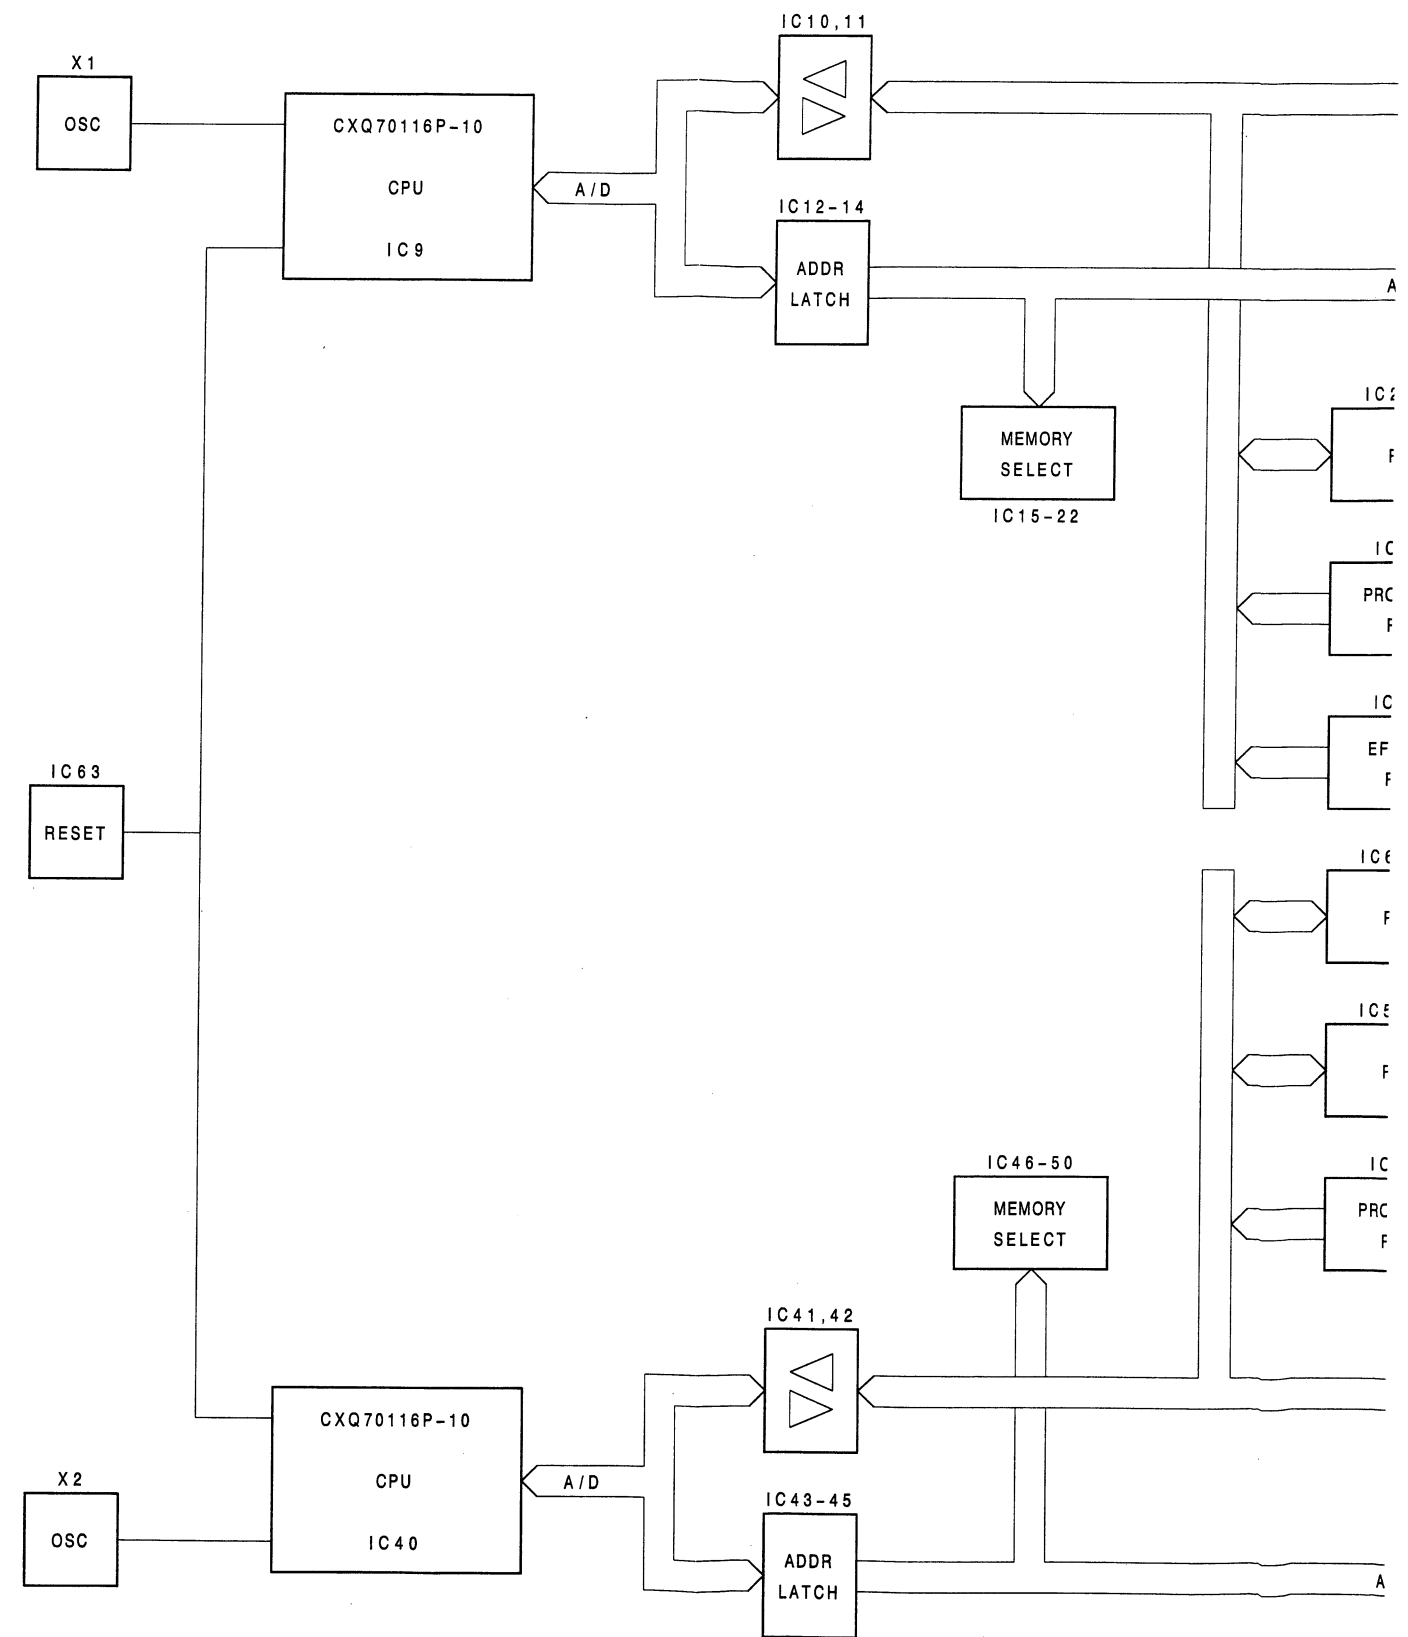 IC10,11
X1
OSC
CXQ70116P-10
CPU
IC9
A/D
IC12-14
ADDR
LATCH
A
MEMORY
SELECT
IC15-22
IC63
RESET
IC46-50
MEMORY
SELECT
IC41,42
CXQ70116P-10
CPU
IC40
A/D
X2
OSC
IC43-45
ADDR
LATCH
A